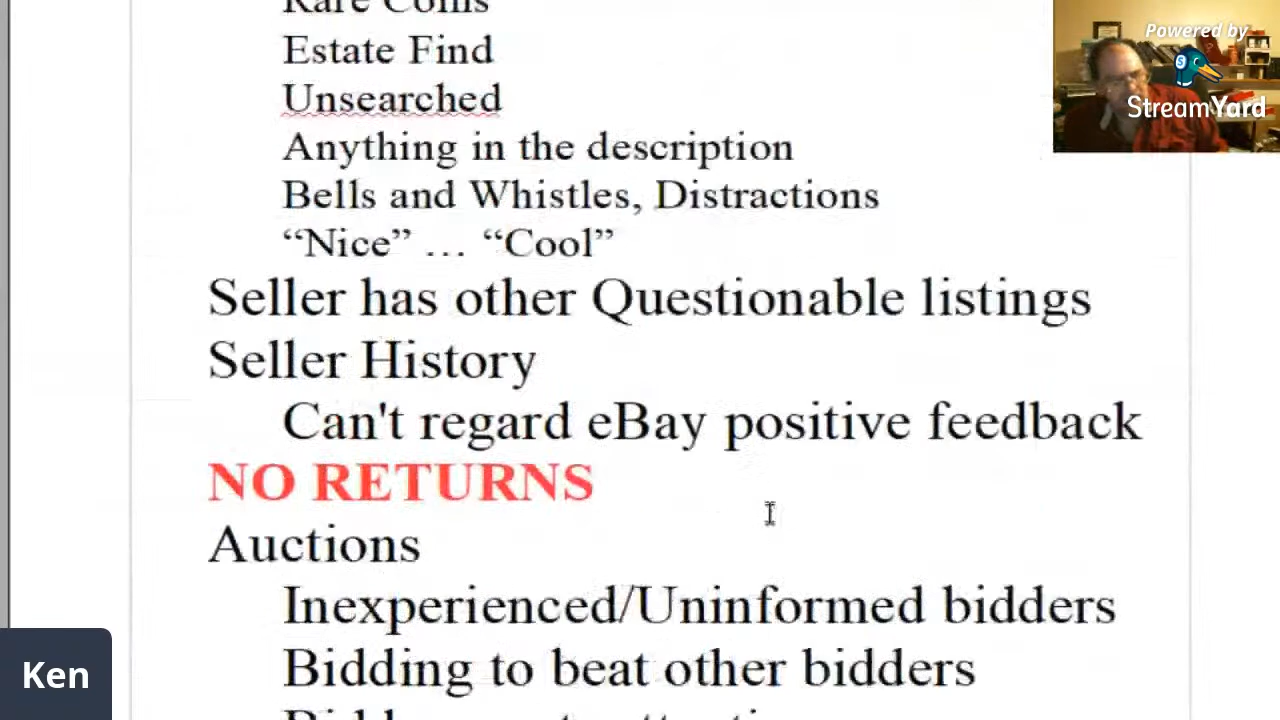 Rare Coins
Estate Find
Unsearched
Anything in the description
Bells and Whistles, Distractions
“Nice” … “Cool”
Seller has other Questionable listings
Seller History
Can't regard eBay positive feedback
NO RETURNS
Auctions
Inexperienced/Uninformed bidders
Bidding to beat other bidders
Powered by
StreamYard
Ken